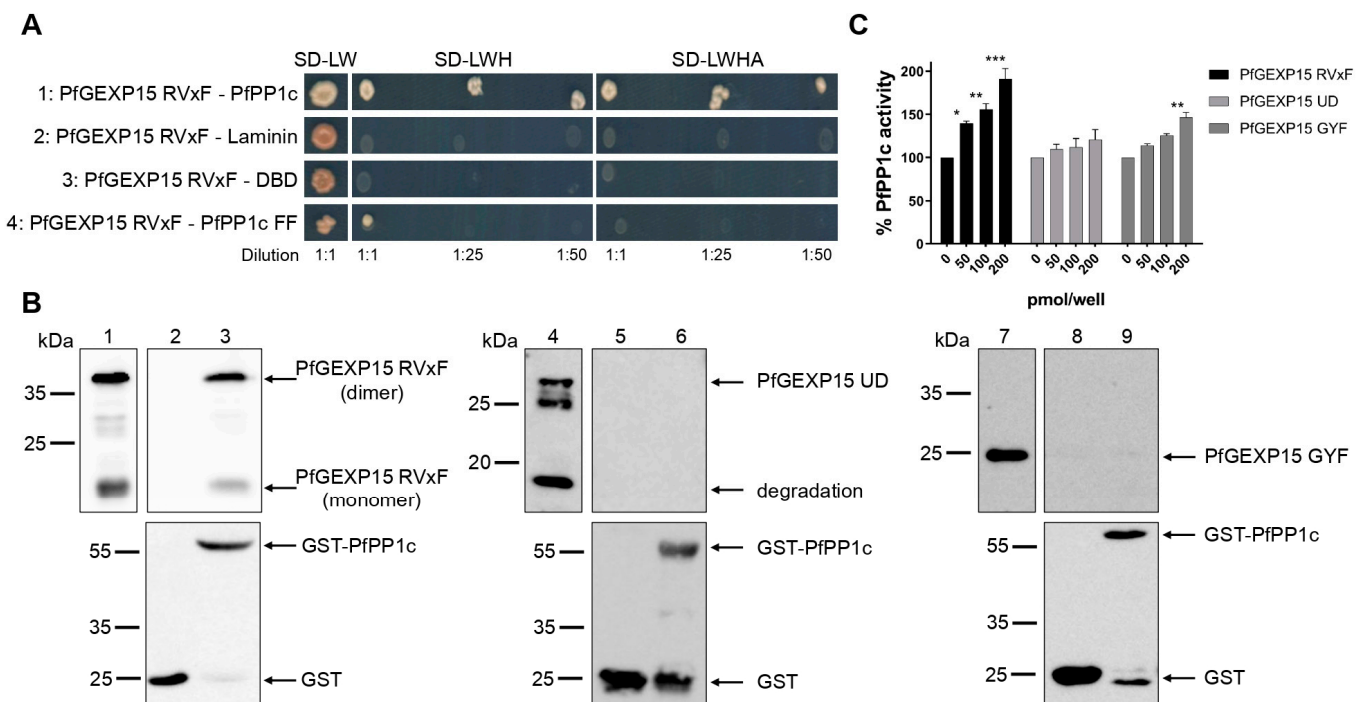 A
SD-LW SD-LWH SD-LWHA
1: PfGEXP15 RVxF - PfPP1c
2: PfGEXP15 RVxF - Laminin
3: PfGEXP15 RVxF - DBD
4: PfGEXP15 RVxF - PfPP1c FF
Dilution 1:1 1:1 1:25 1:50 1:1 1:25 1:50
C
% PfPP1c activity
200
150
100
50
0
* ** *** **
0 50 100 200 0 50 100 200 0 50 100 200
pmol/well
PfGEXP15 RVxF
PfGEXP15 UD
PfGEXP15 GYF
B
kDa 1 2 3
35
25
PfGEXP15 RVxF
(dimer)
PfGEXP15 RVxF
(monomer)
55
35
25
GST-PfPP1c
GST
kDa 4 5 6
25
20
PfGEXP15 UD
degradation
55
35
25
GST-PfPP1c
GST
kDa 7 8 9
35
25
PfGEXP15 GYF
55
35
25
GST-PfPP1c
GST